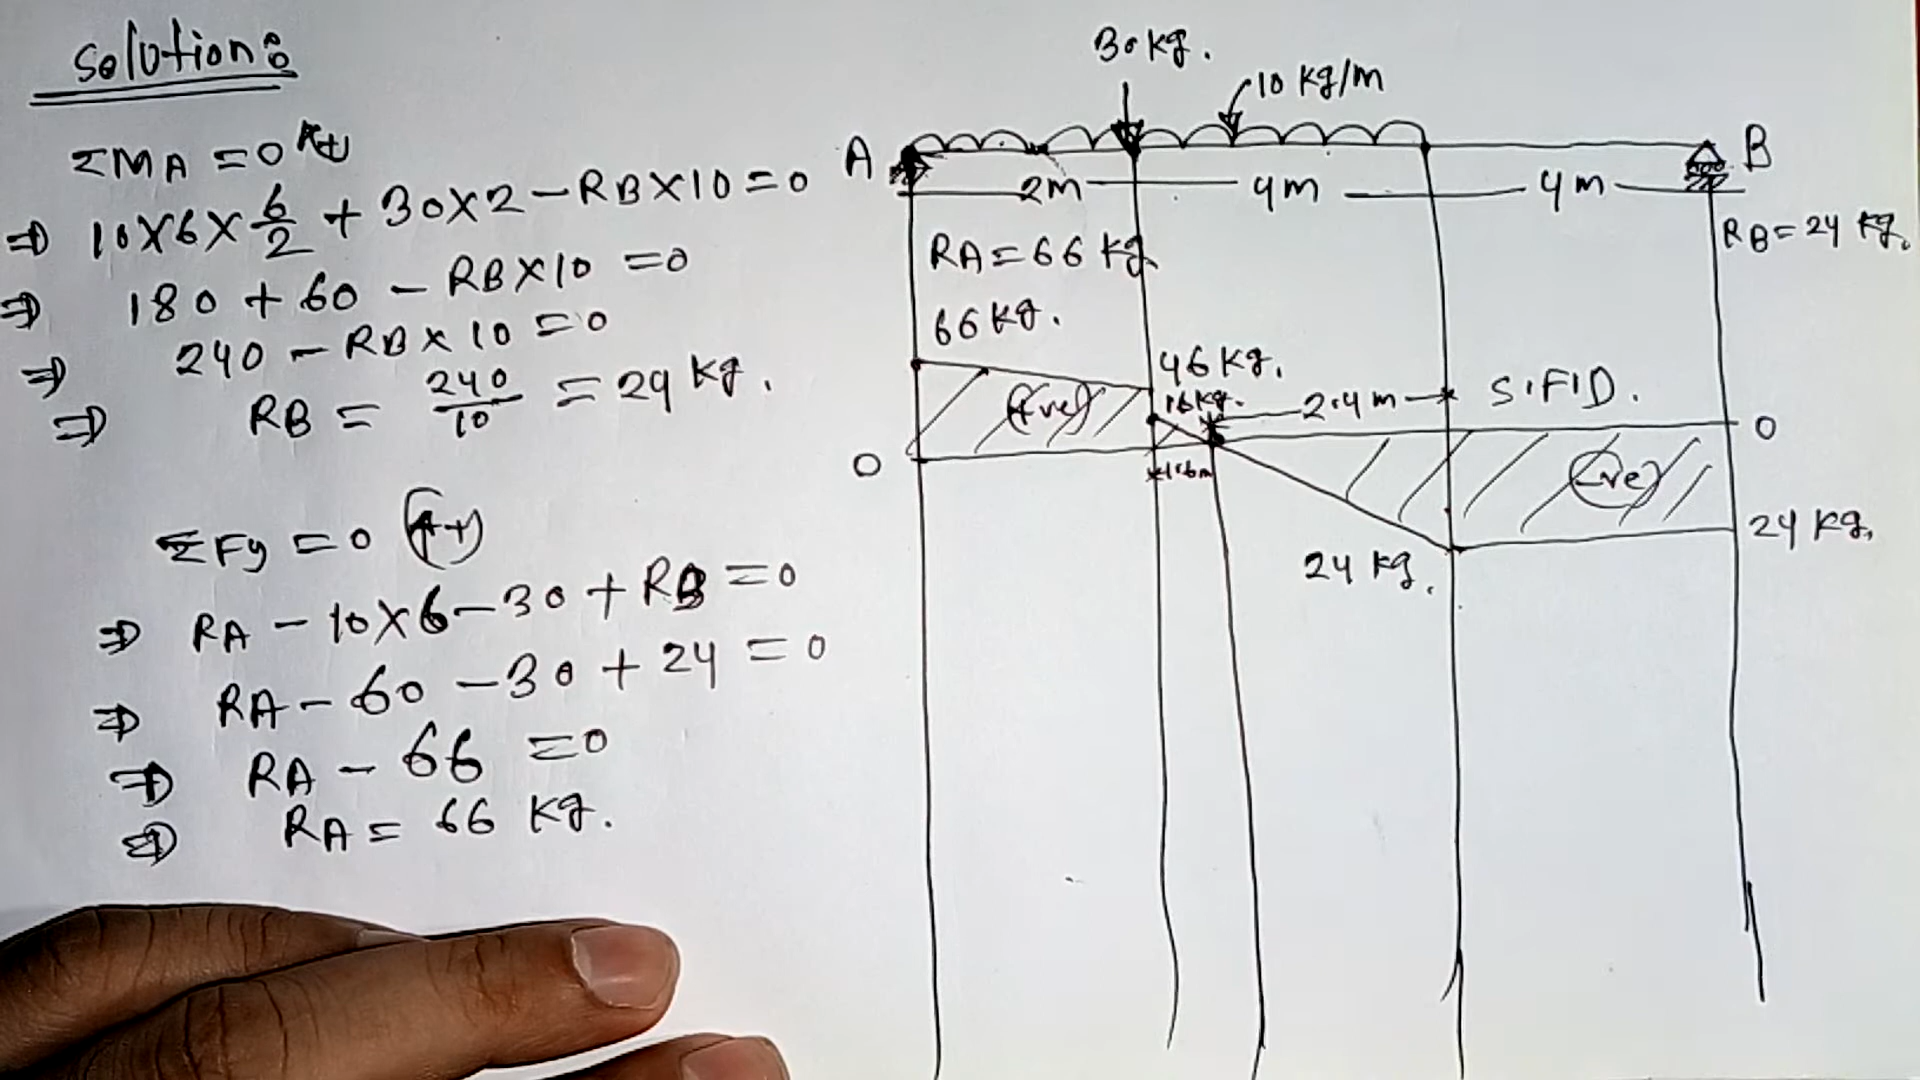 Solution:
ΣMA = 0
⇒ 10×6×6/2 + 30×2 - RB×10 = 0
⇒ 180 + 60 - RB×10 = 0
⇒ 240 - RB×10 = 0
⇒ RB = 240/10 = 24 kg.
ΣFy = 0 (↑+)
⇒ RA - 10×6 - 30 + RB = 0
⇒ RA - 60 - 30 + 24 = 0
⇒ RA - 66 = 0
⇒ RA = 66 kg.
30 kg.
10 kg/m
A
B
2m
4m
4m
RA = 66 kg.
RB = 24 kg.
66 kg.
46 kg.
16 kg.
2.4 m
S.F.D.
(+ve)
0
0
1.6m
(-ve)
24 kg.
24 kg.